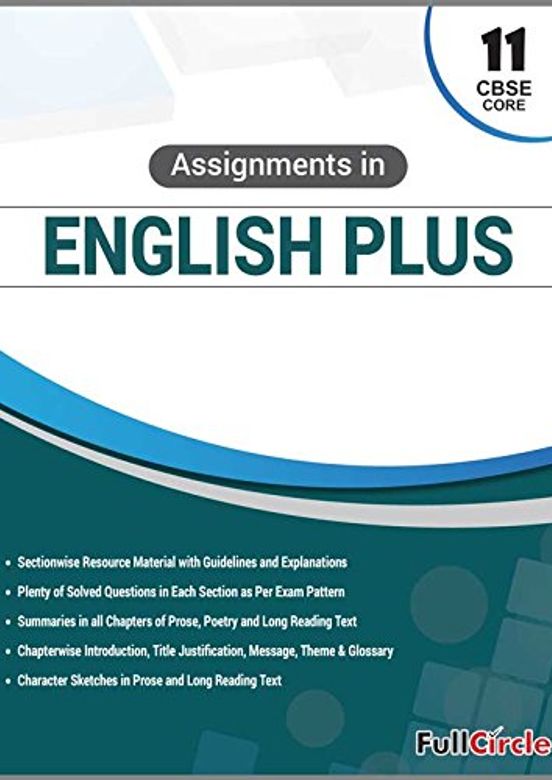 11
CBSE
CORE
Assignments in
ENGLISH PLUS
• Sectionwise Resource Material with Guidelines and Explanations
• Plenty of Solved Questions in Each Section as Per Exam Pattern
• Summaries in all Chapters of Prose, Poetry and Long Reading Text
• Chapterwise Introduction, Title Justification, Message, Theme & Glossary
• Character Sketches in Prose and Long Reading Text
FullCircle